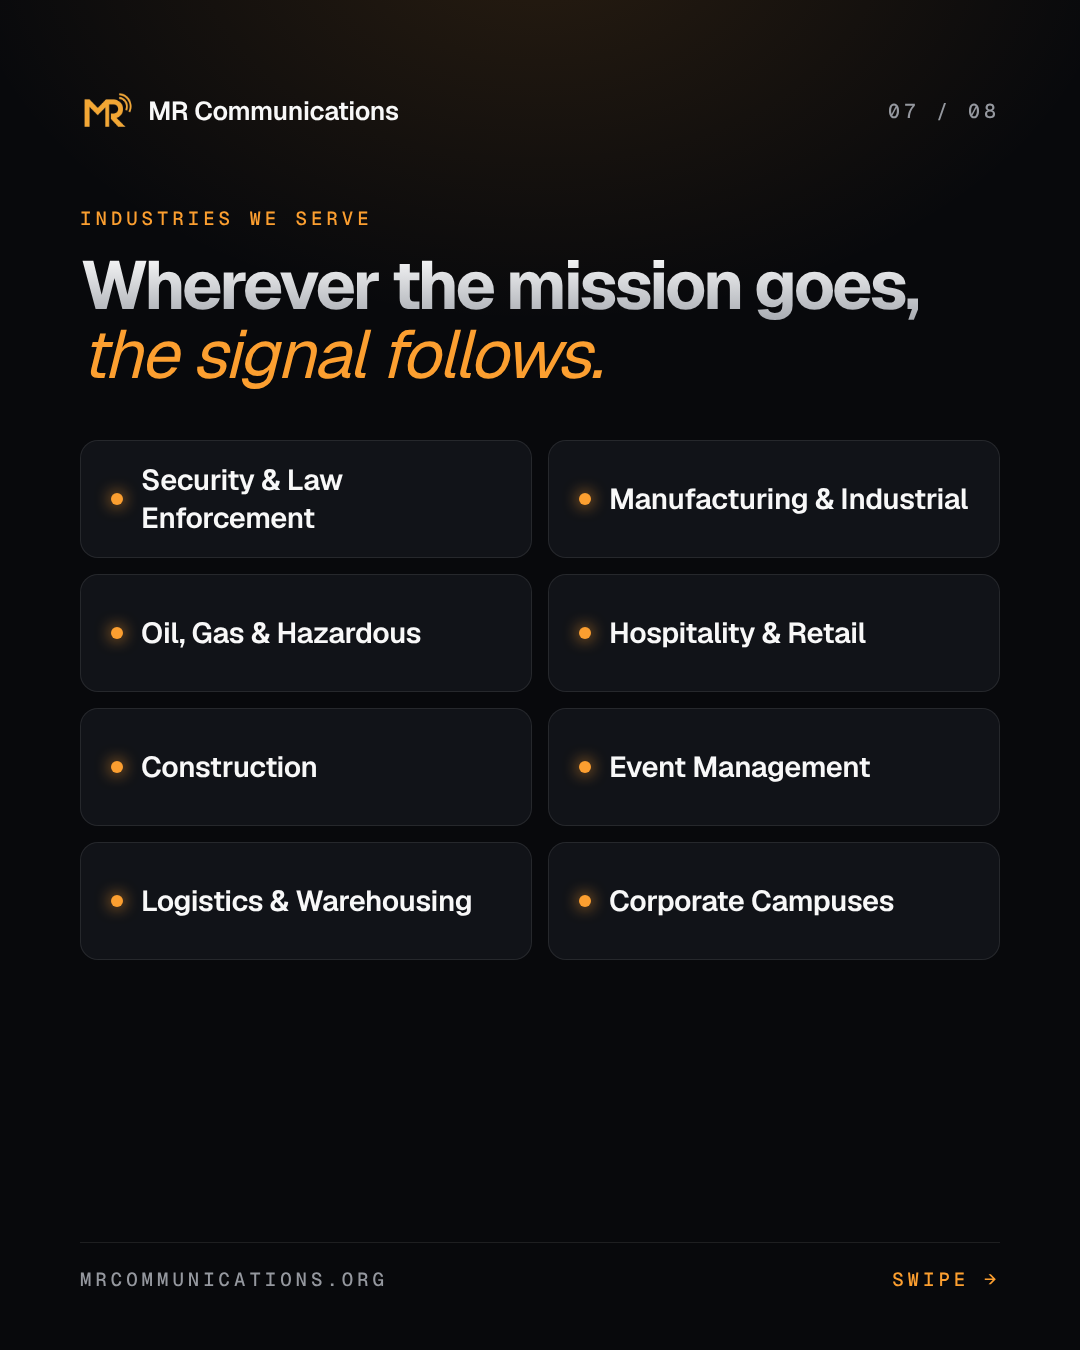 MR MR Communications
07 / 08
INDUSTRIES WE SERVE
Wherever the mission goes,
the signal follows.
Security & Law
Enforcement
Manufacturing & Industrial
Oil, Gas & Hazardous
Hospitality & Retail
Construction
Event Management
Logistics & Warehousing
Corporate Campuses
MRCOMMUNICATIONS.ORG
SWIPE →